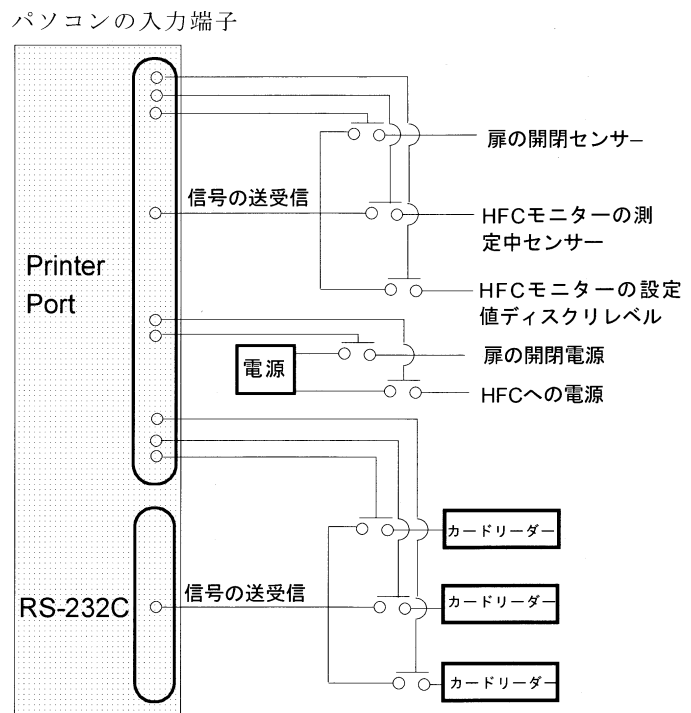 パソコンの入力端子
Printer
Port
信号の送受信
扉の開閉センサー
HFCモニターの測
定中センサー
HFCモニターの設定
値ディスクリレベル
電源
扉の開閉電源
HFCへの電源
RS-232C
信号の送受信
カードリーダー
カードリーダー
カードリーダー